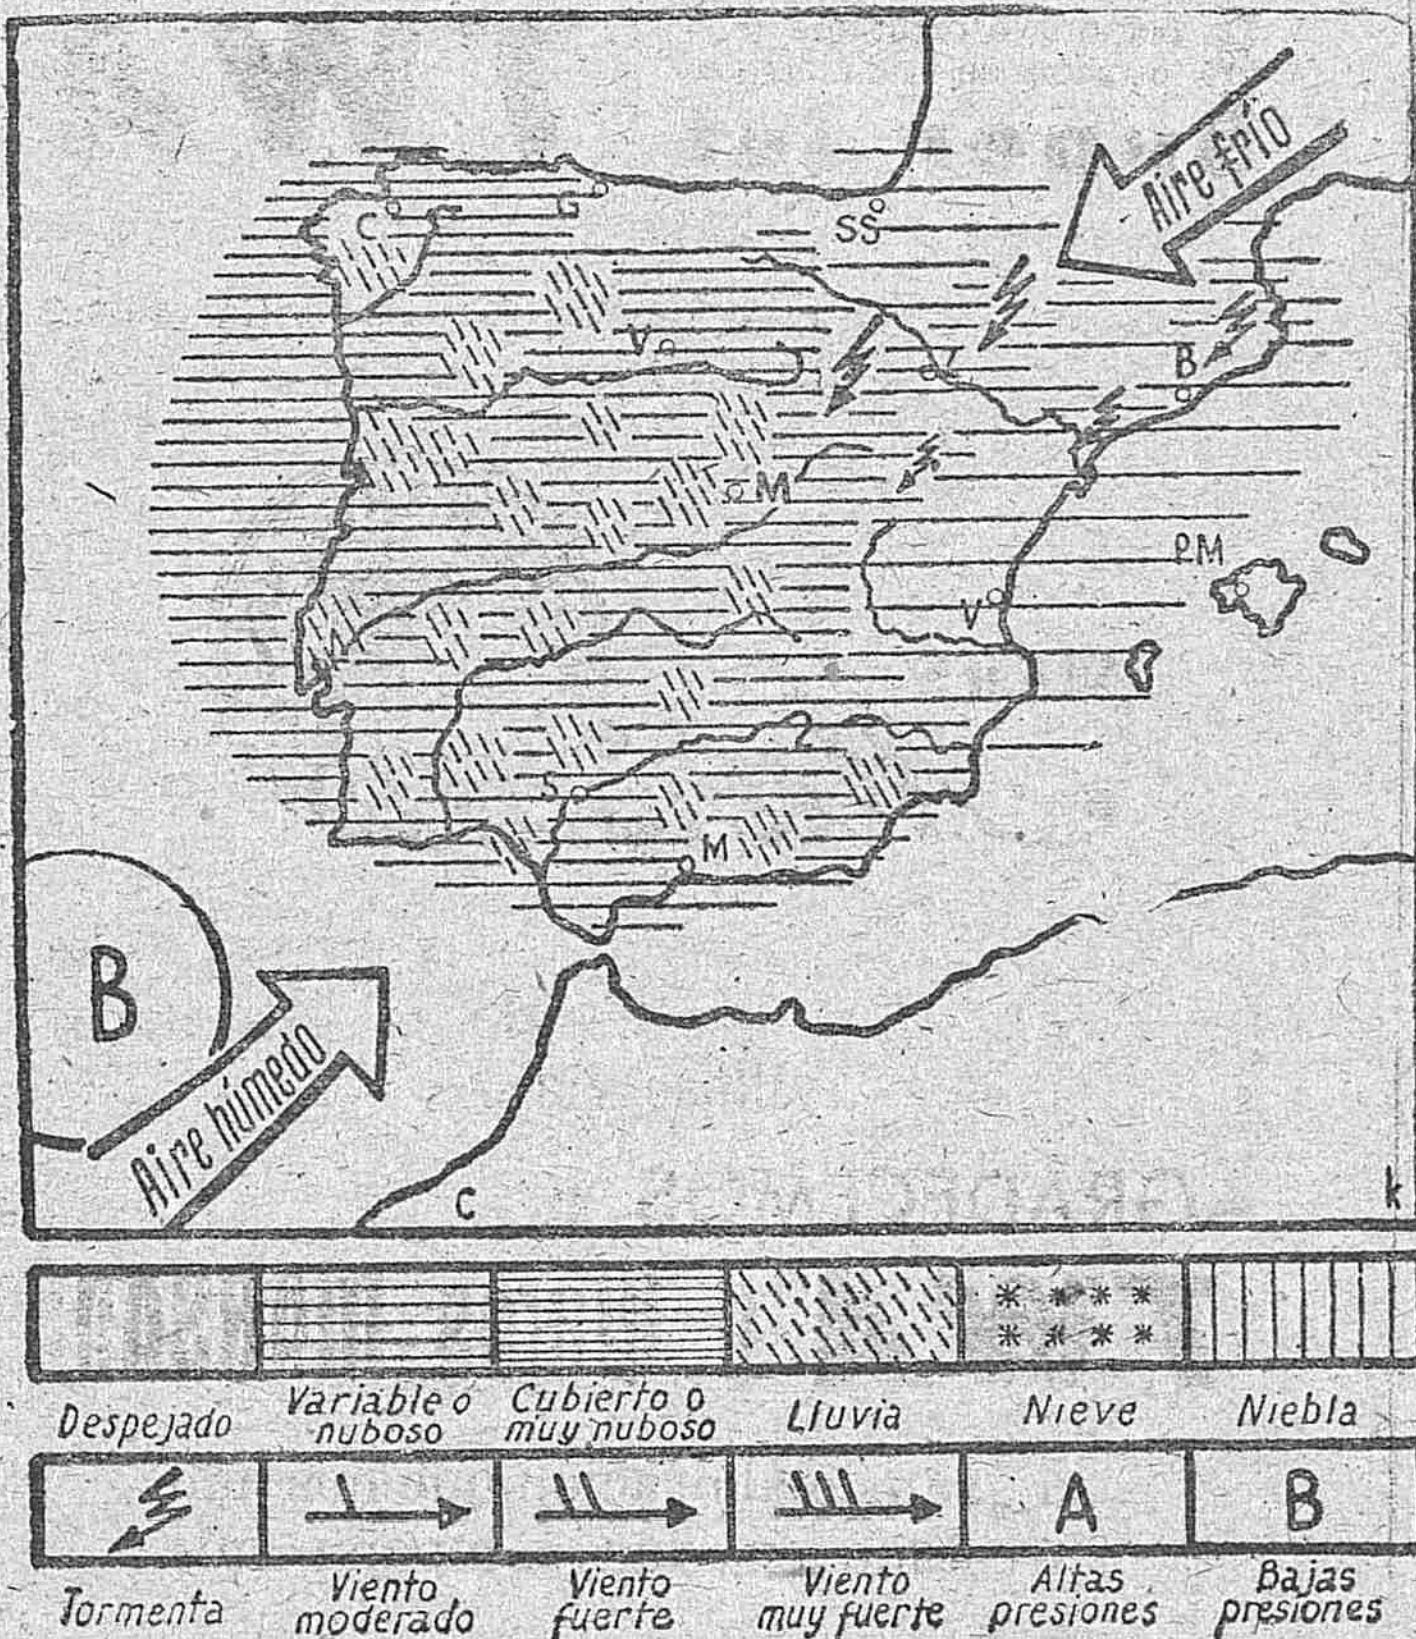 Aire frío
C
G
SS
V
Z
B
M
PM
V
S
M
B
Aire húmedo
C
k
Despejado
Variable o
nuboso
Cubierto o
muy nuboso
Lluvia
Nieve
Niebla
A
B
Tormenta
Viento
moderado
Viento
fuerte
Viento
muy fuerte
Altas
presiones
Bajas
presiones